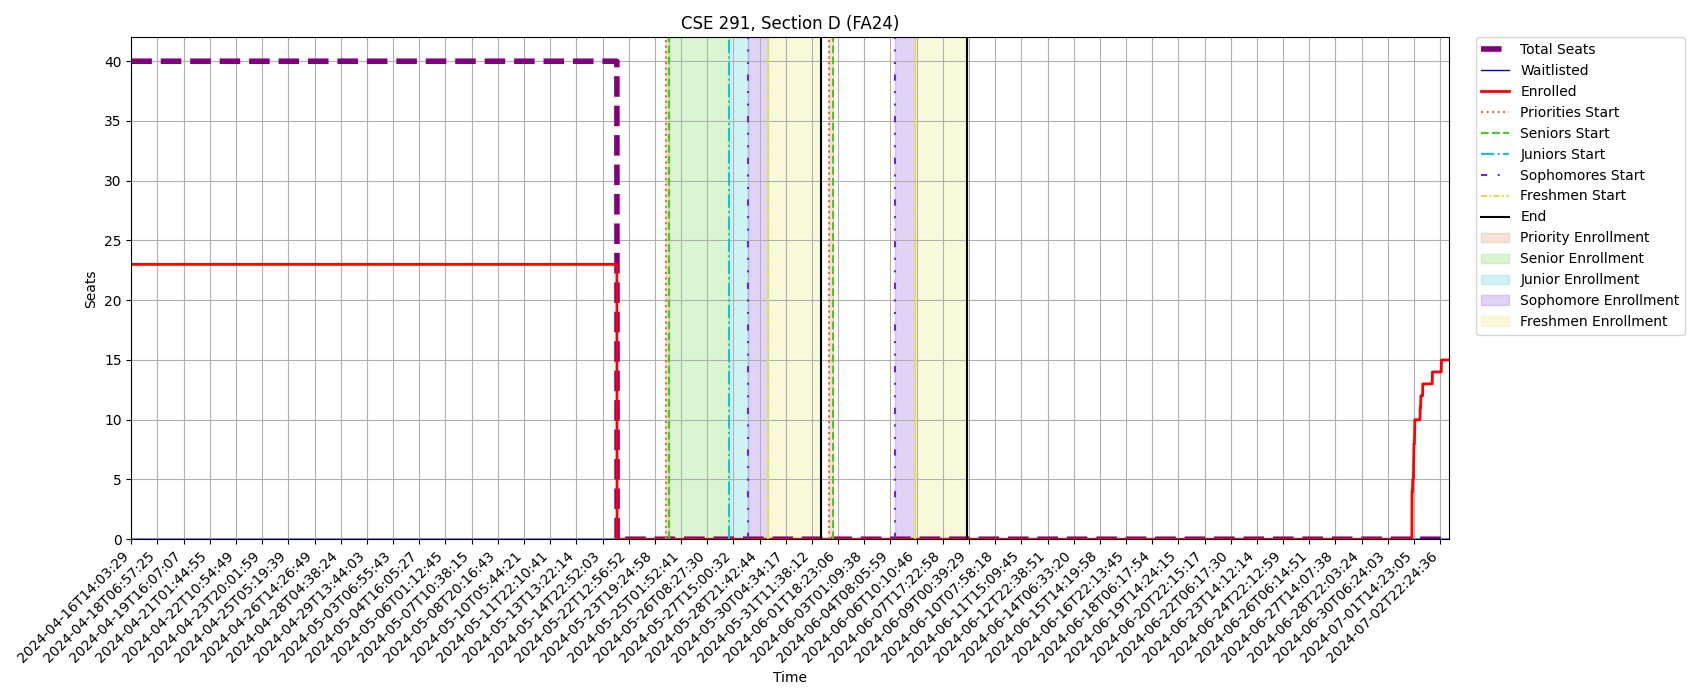 CSE 291, Section D (FA24)
Total Seats
Waitlisted
Enrolled
Priorities Start
Seniors Start
Juniors Start
Sophomores Start
Freshmen Start
End
Priority Enrollment
Senior Enrollment
Junior Enrollment
Sophomore Enrollment
Freshmen Enrollment
Seats
40
35
30
25
20
15
10
5
0
2024-04-16T14:03:29
2024-04-18T06:57:25
2024-04-19T16:07:07
2024-04-21T01:44:55
2024-04-22T10:54:49
2024-04-23T20:01:59
2024-04-25T05:19:39
2024-04-26T14:26:49
2024-04-28T04:38:24
2024-04-29T13:44:03
2024-05-03T06:55:43
2024-05-04T16:05:27
2024-05-06T01:12:45
2024-05-07T10:38:15
2024-05-08T20:16:43
2024-05-10T05:44:21
2024-05-11T22:10:41
2024-05-13T13:22:14
2024-05-14T22:52:03
2024-05-22T12:56:52
2024-05-23T19:24:58
2024-05-25T01:52:41
2024-05-26T08:27:30
2024-05-27T15:00:32
2024-05-28T21:42:44
2024-05-30T04:34:17
2024-05-31T11:38:12
2024-06-01T18:23:06
2024-06-03T01:09:38
2024-06-04T08:05:59
2024-06-06T10:10:46
2024-06-07T17:22:58
2024-06-09T00:39:29
2024-06-10T07:58:18
2024-06-11T15:09:45
2024-06-12T22:38:51
2024-06-14T06:33:20
2024-06-15T14:19:58
2024-06-16T22:13:45
2024-06-18T06:17:54
2024-06-19T14:24:15
2024-06-20T22:15:17
2024-06-22T06:17:30
2024-06-23T14:12:14
2024-06-24T22:12:59
2024-06-26T06:14:51
2024-06-27T14:07:38
2024-06-28T22:03:24
2024-06-30T06:24:03
2024-07-01T14:23:05
2024-07-02T22:24:36
Time